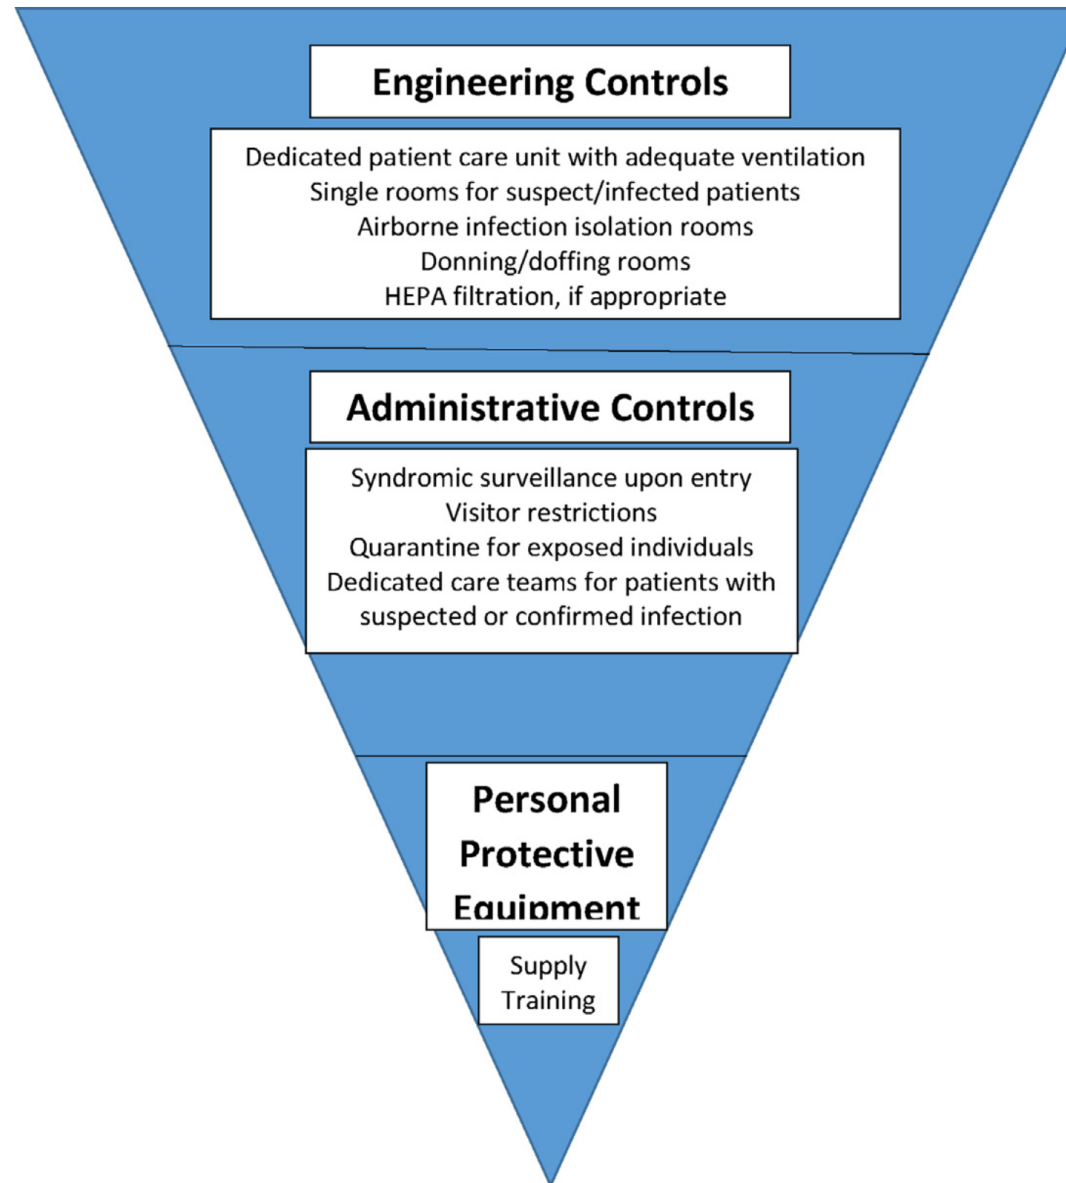 Engineering Controls
Dedicated patient care unit with adequate ventilation
Single rooms for suspect/infected patients
Airborne infection isolation rooms
Donning/doffing rooms
HEPA filtration, if appropriate
Administrative Controls
Syndromic surveillance upon entry
Visitor restrictions
Quarantine for exposed individuals
Dedicated care teams for patients with
suspected or confirmed infection
Personal
Protective
Equipment
Supply
Training